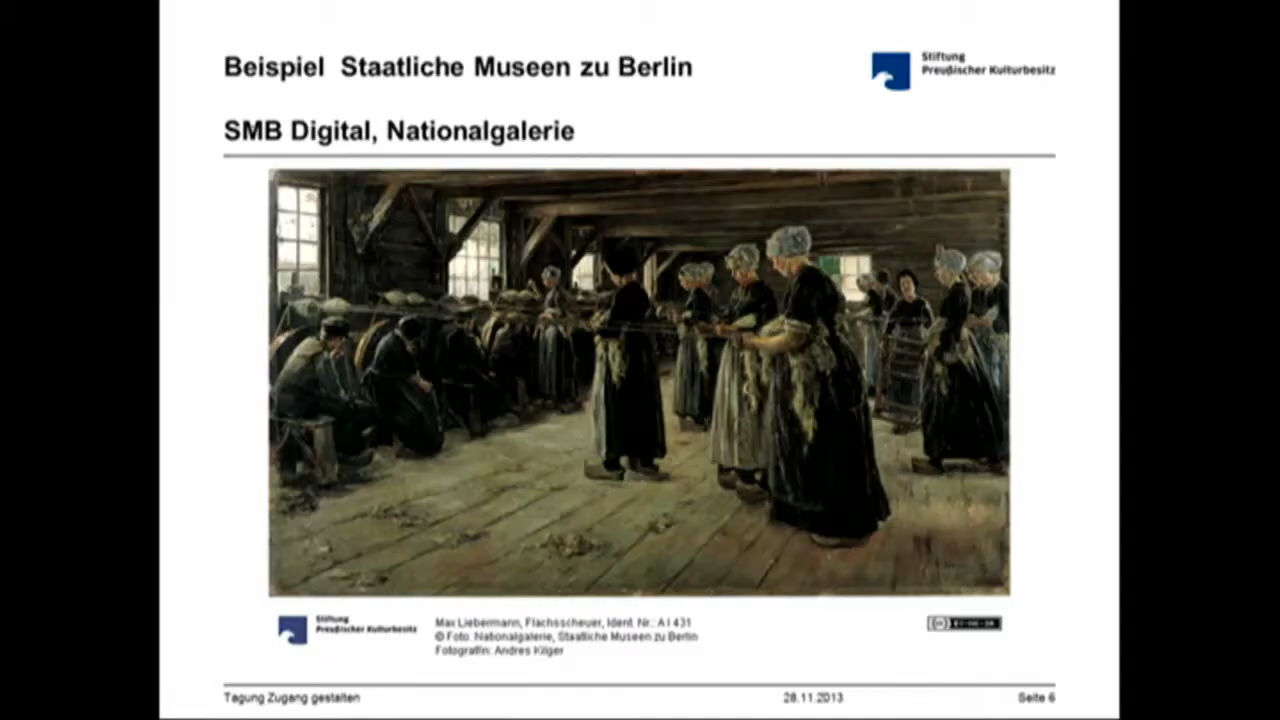 Beispiel Staatliche Museen zu Berlin
Stiftung
Preußischer Kulturbesitz
SMB Digital, Nationalgalerie
Stiftung
Preußischer Kulturbesitz
Max Liebermann, Flachsscheuer, Ident. Nr.: A I 431
© Foto: Nationalgalerie, Staatliche Museen zu Berlin
Fotograf/in: Andres Kilger
Tagung Zugang gestalten
28.11.2013
Seite 6